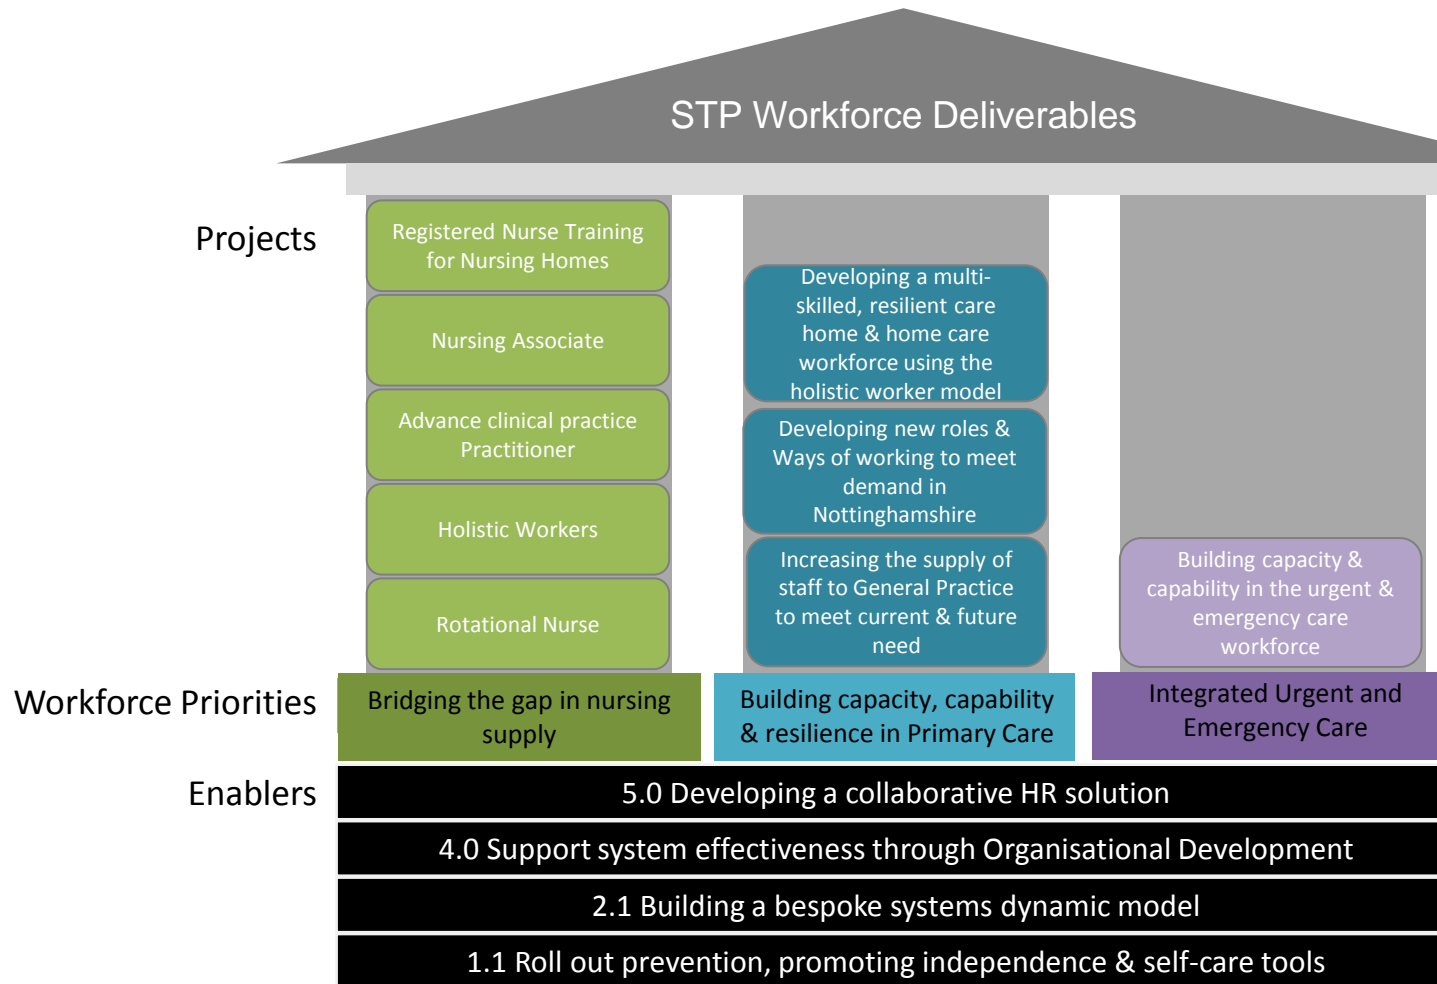 STP Workforce Deliverables
Projects
Registered Nurse Training
for Nursing Homes
Nursing Associate
Advance clinical practice
Practitioner
Holistic Workers
Rotational Nurse
Developing a multi-
skilled, resilient care
home & home care
workforce using the
holistic worker model
Developing new roles &
Ways of working to meet
demand in
Nottinghamshire
Increasing the supply of
staff to General Practice
to meet current & future
need
Building capacity &
capability in the urgent &
emergency care
workforce
Workforce Priorities
Bridging the gap in nursing
supply
Building capacity, capability
& resilience in Primary Care
Integrated Urgent and
Emergency Care
Enablers
5.0 Developing a collaborative HR solution
4.0 Support system effectiveness through Organisational Development
2.1 Building a bespoke systems dynamic model
1.1 Roll out prevention, promoting independence & self-care tools